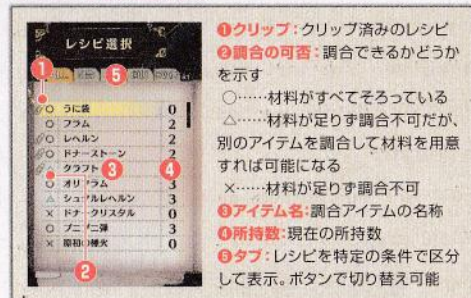 レシピ選択
❶
❺
○ うに袋 0
○ フラム 2
○ レヘルン 2
○ ドナーストーン 2
△ クラフト
❸
❹
○ オリフラム 3
△ シュタルレヘルン 3
× ドナークリスタル 0
○ プニプニ弾 3
× 原初の種火 0
❷
❶クリップ：クリップ済みのレシピ
❷調合の可否：調合できるかどうか
を示す
○……材料がすべてそろっている
△……材料が足りず調合不可だが、
別のアイテムを調合して材料を用意
すれば可能になる
×……材料が足りず調合不可
❸アイテム名：調合アイテムの名称
❹所持数：現在の所持数
❺タブ：レシピを特定の条件で区分
して表示。ボタンで切り替え可能